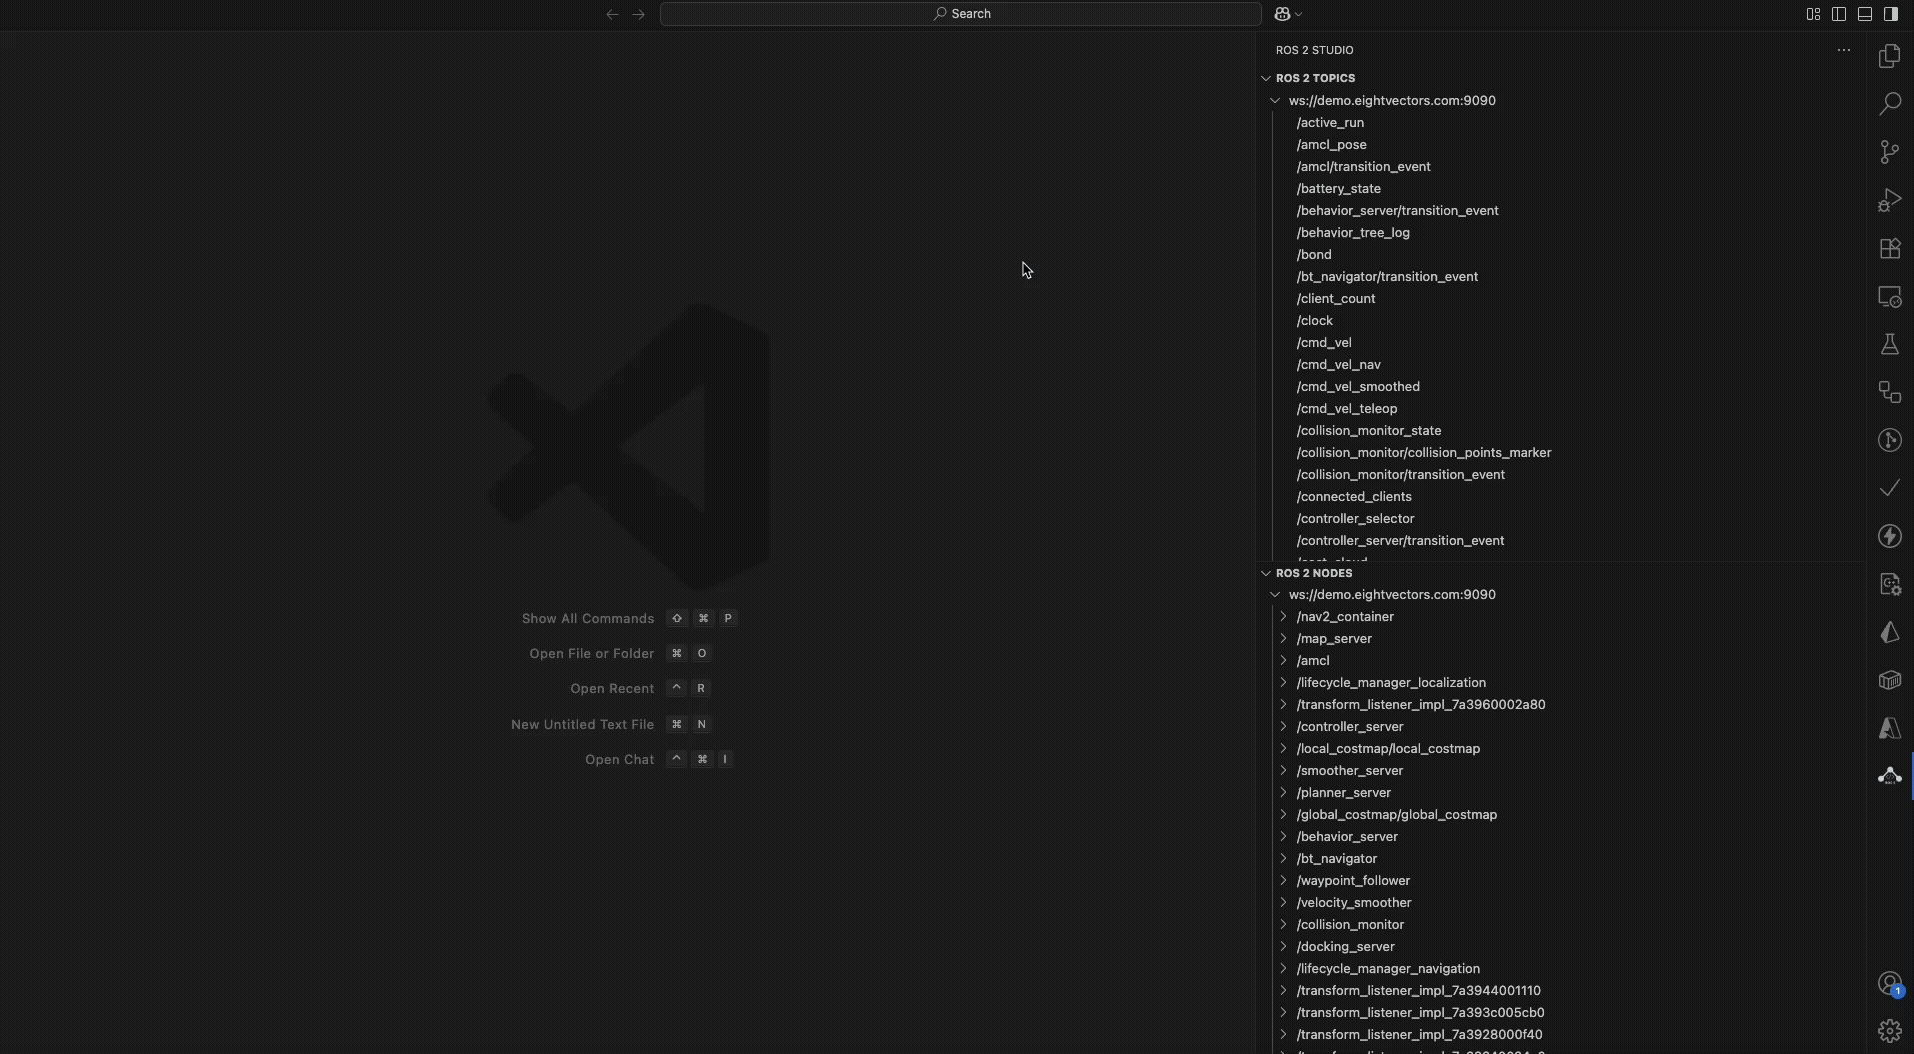 Search
ROS 2 STUDIO
ROS 2 TOPICS
ws://demo.eightvectors.com:9090
/active_run
/amcl_pose
/amcl/transition_event
/battery_state
/behavior_server/transition_event
/behavior_tree_log
/bond
/bt_navigator/transition_event
/client_count
/clock
/cmd_vel
/cmd_vel_nav
/cmd_vel_smoothed
/cmd_vel_teleop
/collision_monitor_state
/collision_monitor/collision_points_marker
/collision_monitor/transition_event
/connected_clients
/controller_selector
/controller_server/transition_event
ROS 2 NODES
ws://demo.eightvectors.com:9090
/nav2_container
/map_server
/amcl
/lifecycle_manager_localization
/transform_listener_impl_7a3960002a80
/controller_server
/local_costmap/local_costmap
/smoother_server
/planner_server
/global_costmap/global_costmap
/behavior_server
/bt_navigator
/waypoint_follower
/velocity_smoother
/collision_monitor
/docking_server
/lifecycle_manager_navigation
/transform_listener_impl_7a3944001110
/transform_listener_impl_7a393c005cb0
/transform_listener_impl_7a3928000f40
Show All Commands ⇧ ⌘ P
Open File or Folder ⌘ O
Open Recent ^ R
New Untitled Text File ⌘ N
Open Chat ^ ⌘ I
1